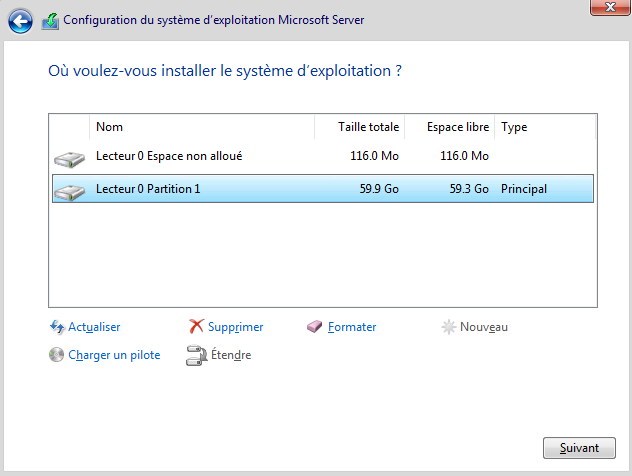 Configuration du système d'exploitation Microsoft Server
Où voulez-vous installer le système d'exploitation ?
Nom Taille totale Espace libre Type
Lecteur 0 Espace non alloué 116.0 Mo 116.0 Mo
Lecteur 0 Partition 1 59.9 Go 59.3 Go Principal
Actualiser Supprimer Formater Nouveau
Charger un pilote Étendre
Suivant